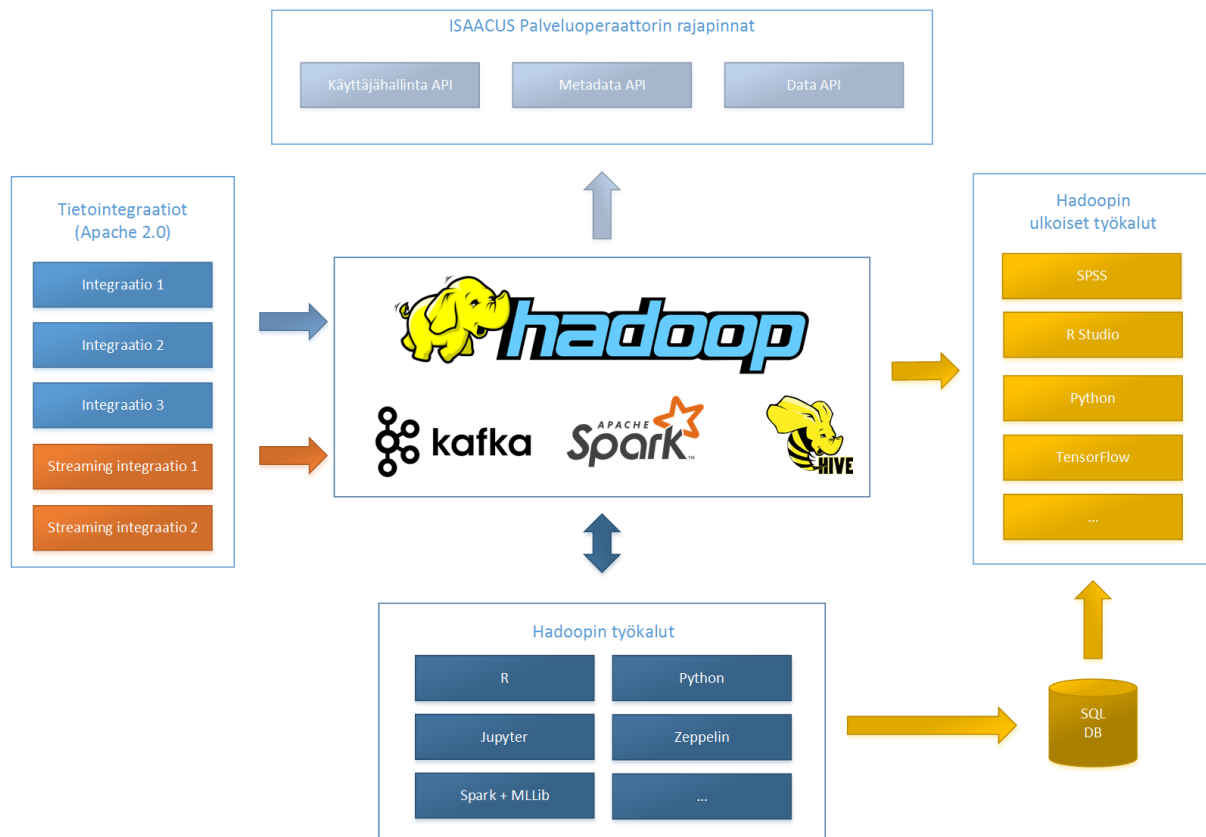 ISAACUS Palveluoperaattorin rajapinnat
Käyttäjähallinta API
Metadata API
Data API
Tietointegraatiot
(Apache 2.0)
Integraatio 1
Integraatio 2
Integraatio 3
Streaming integraatio 1
Streaming integraatio 2
hadoop
kafka
APACHE
Spark™
HIVE
Hadoopin
ulkoiset työkalut
SPSS
R Studio
Python
TensorFlow
...
Hadoopin työkalut
R
Python
Jupyter
Zeppelin
Spark + MLLib
...
SQL
DB